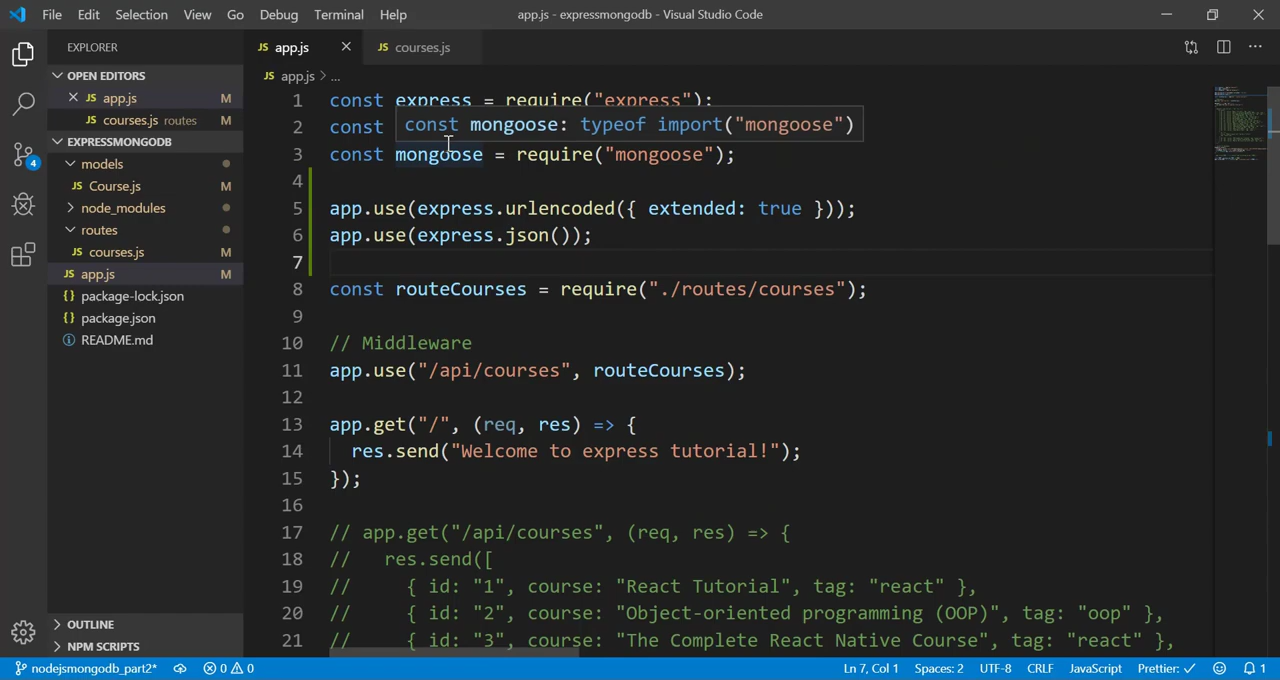 File Edit Selection View Go Debug Terminal Help
app.js - expressmongodb - Visual Studio Code
EXPLORER
OPEN EDITORS
JS app.js M
JS courses.js routes M
EXPRESSMONGODB
models
JS Course.js M
node_modules
routes
JS courses.js M
JS app.js M
{} package-lock.json
{} package.json
README.md
OUTLINE
NPM SCRIPTS
4
JS app.js
JS courses.js
JS app.js > ...
1 const express = require("express");
2 const
const mongoose: typeof import("mongoose")
3 const mongoose = require("mongoose");
4
5 app.use(express.urlencoded({ extended: true }));
6 app.use(express.json());
7
8 const routeCourses = require("./routes/courses");
9
10 // Middleware
11 app.use("/api/courses", routeCourses);
12
13 app.get("/", (req, res) => {
14 res.send("Welcome to express tutorial!");
15 });
16
17 // app.get("/api/courses", (req, res) => {
18 // res.send([
19 // { id: "1", course: "React Tutorial", tag: "react" },
20 // { id: "2", course: "Object-oriented programming (OOP)", tag: "oop" },
21 // { id: "3", course: "The Complete React Native Course", tag: "react" },
nodejsmongodb_part2* 0 0 Ln 7, Col 1 Spaces: 2 UTF-8 CRLF JavaScript Prettier: ✓ 1